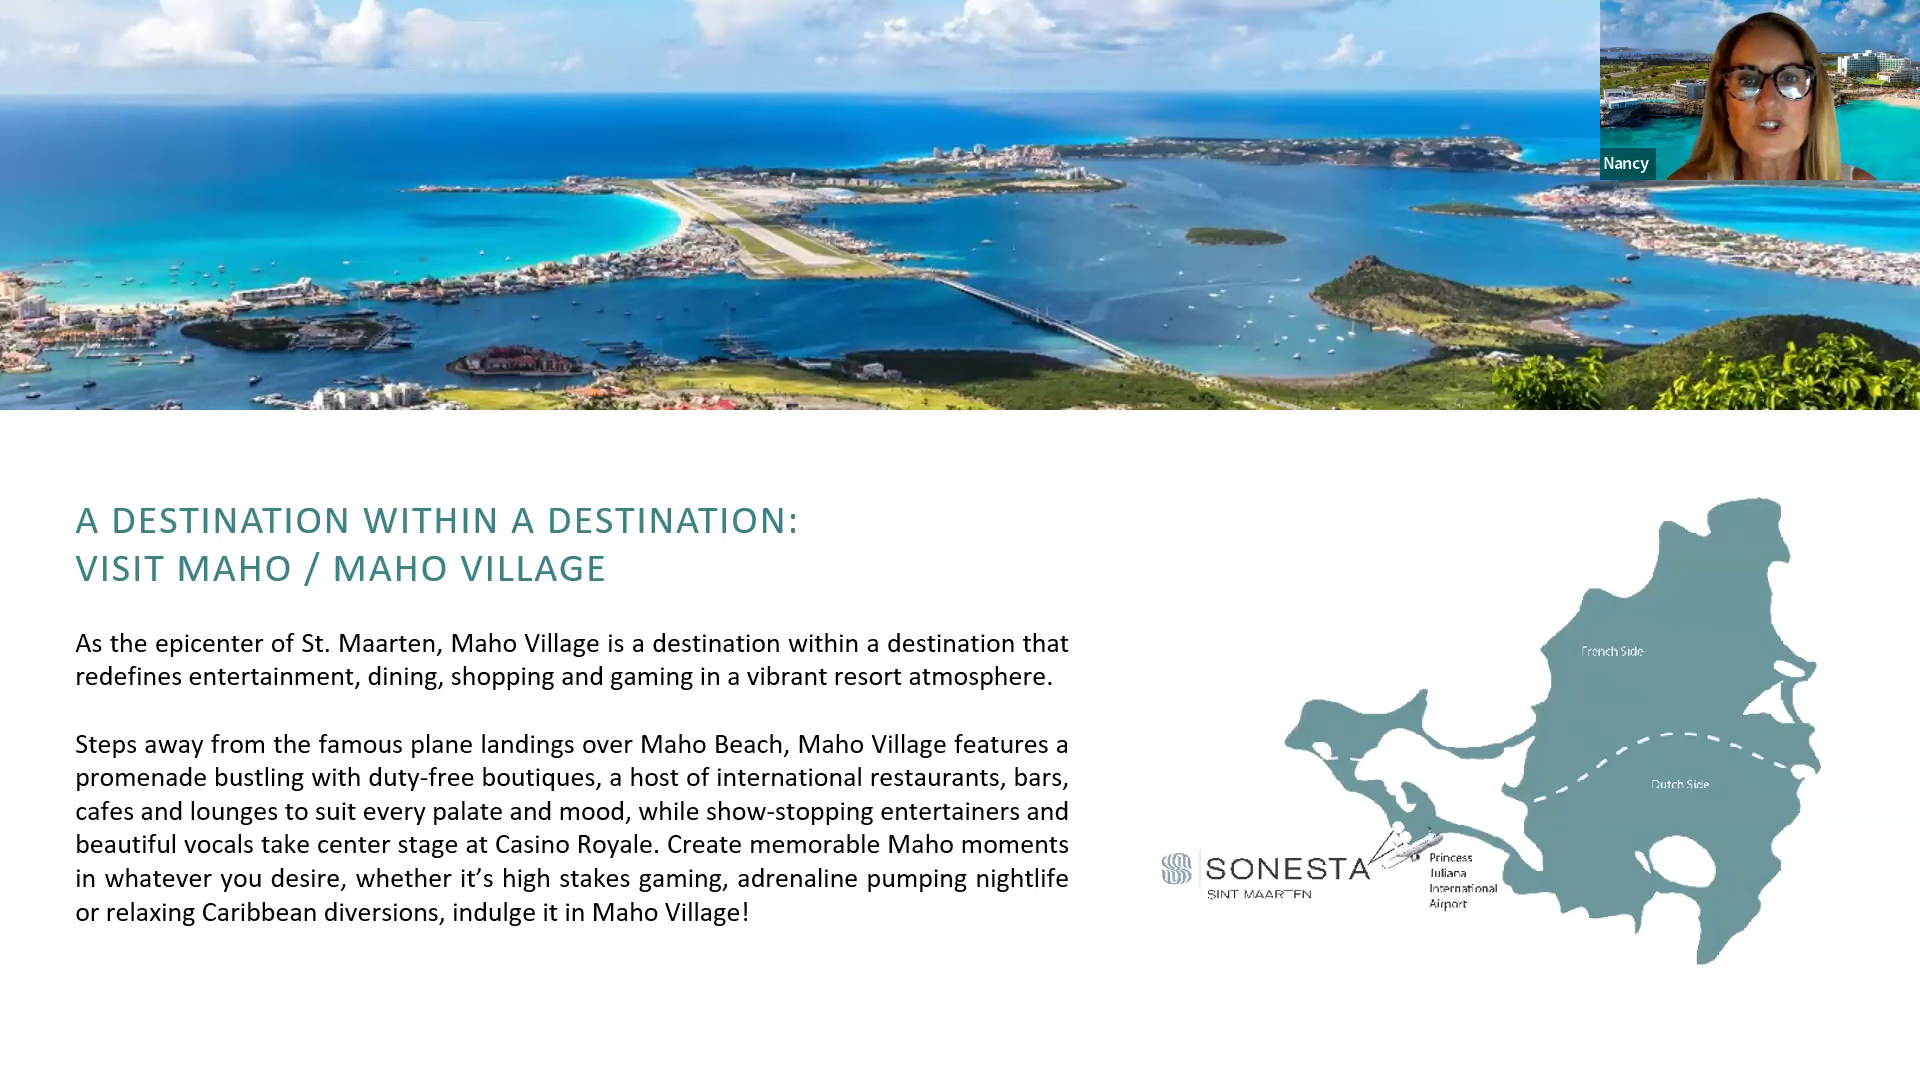 Nancy
A DESTINATION WITHIN A DESTINATION:
VISIT MAHO / MAHO VILLAGE
As the epicenter of St. Maarten, Maho Village is a destination within a destination that
redefines entertainment, dining, shopping and gaming in a vibrant resort atmosphere.
Steps away from the famous plane landings over Maho Beach, Maho Village features a
promenade bustling with duty-free boutiques, a host of international restaurants, bars,
cafes and lounges to suit every palate and mood, while show-stopping entertainers and
beautiful vocals take center stage at Casino Royale. Create memorable Maho moments
in whatever you desire, whether it’s high stakes gaming, adrenaline pumping nightlife
or relaxing Caribbean diversions, indulge it in Maho Village!
French Side
Dutch Side
SONESTA
SINT MAARTEN
Princess
Juliana
International
Airport